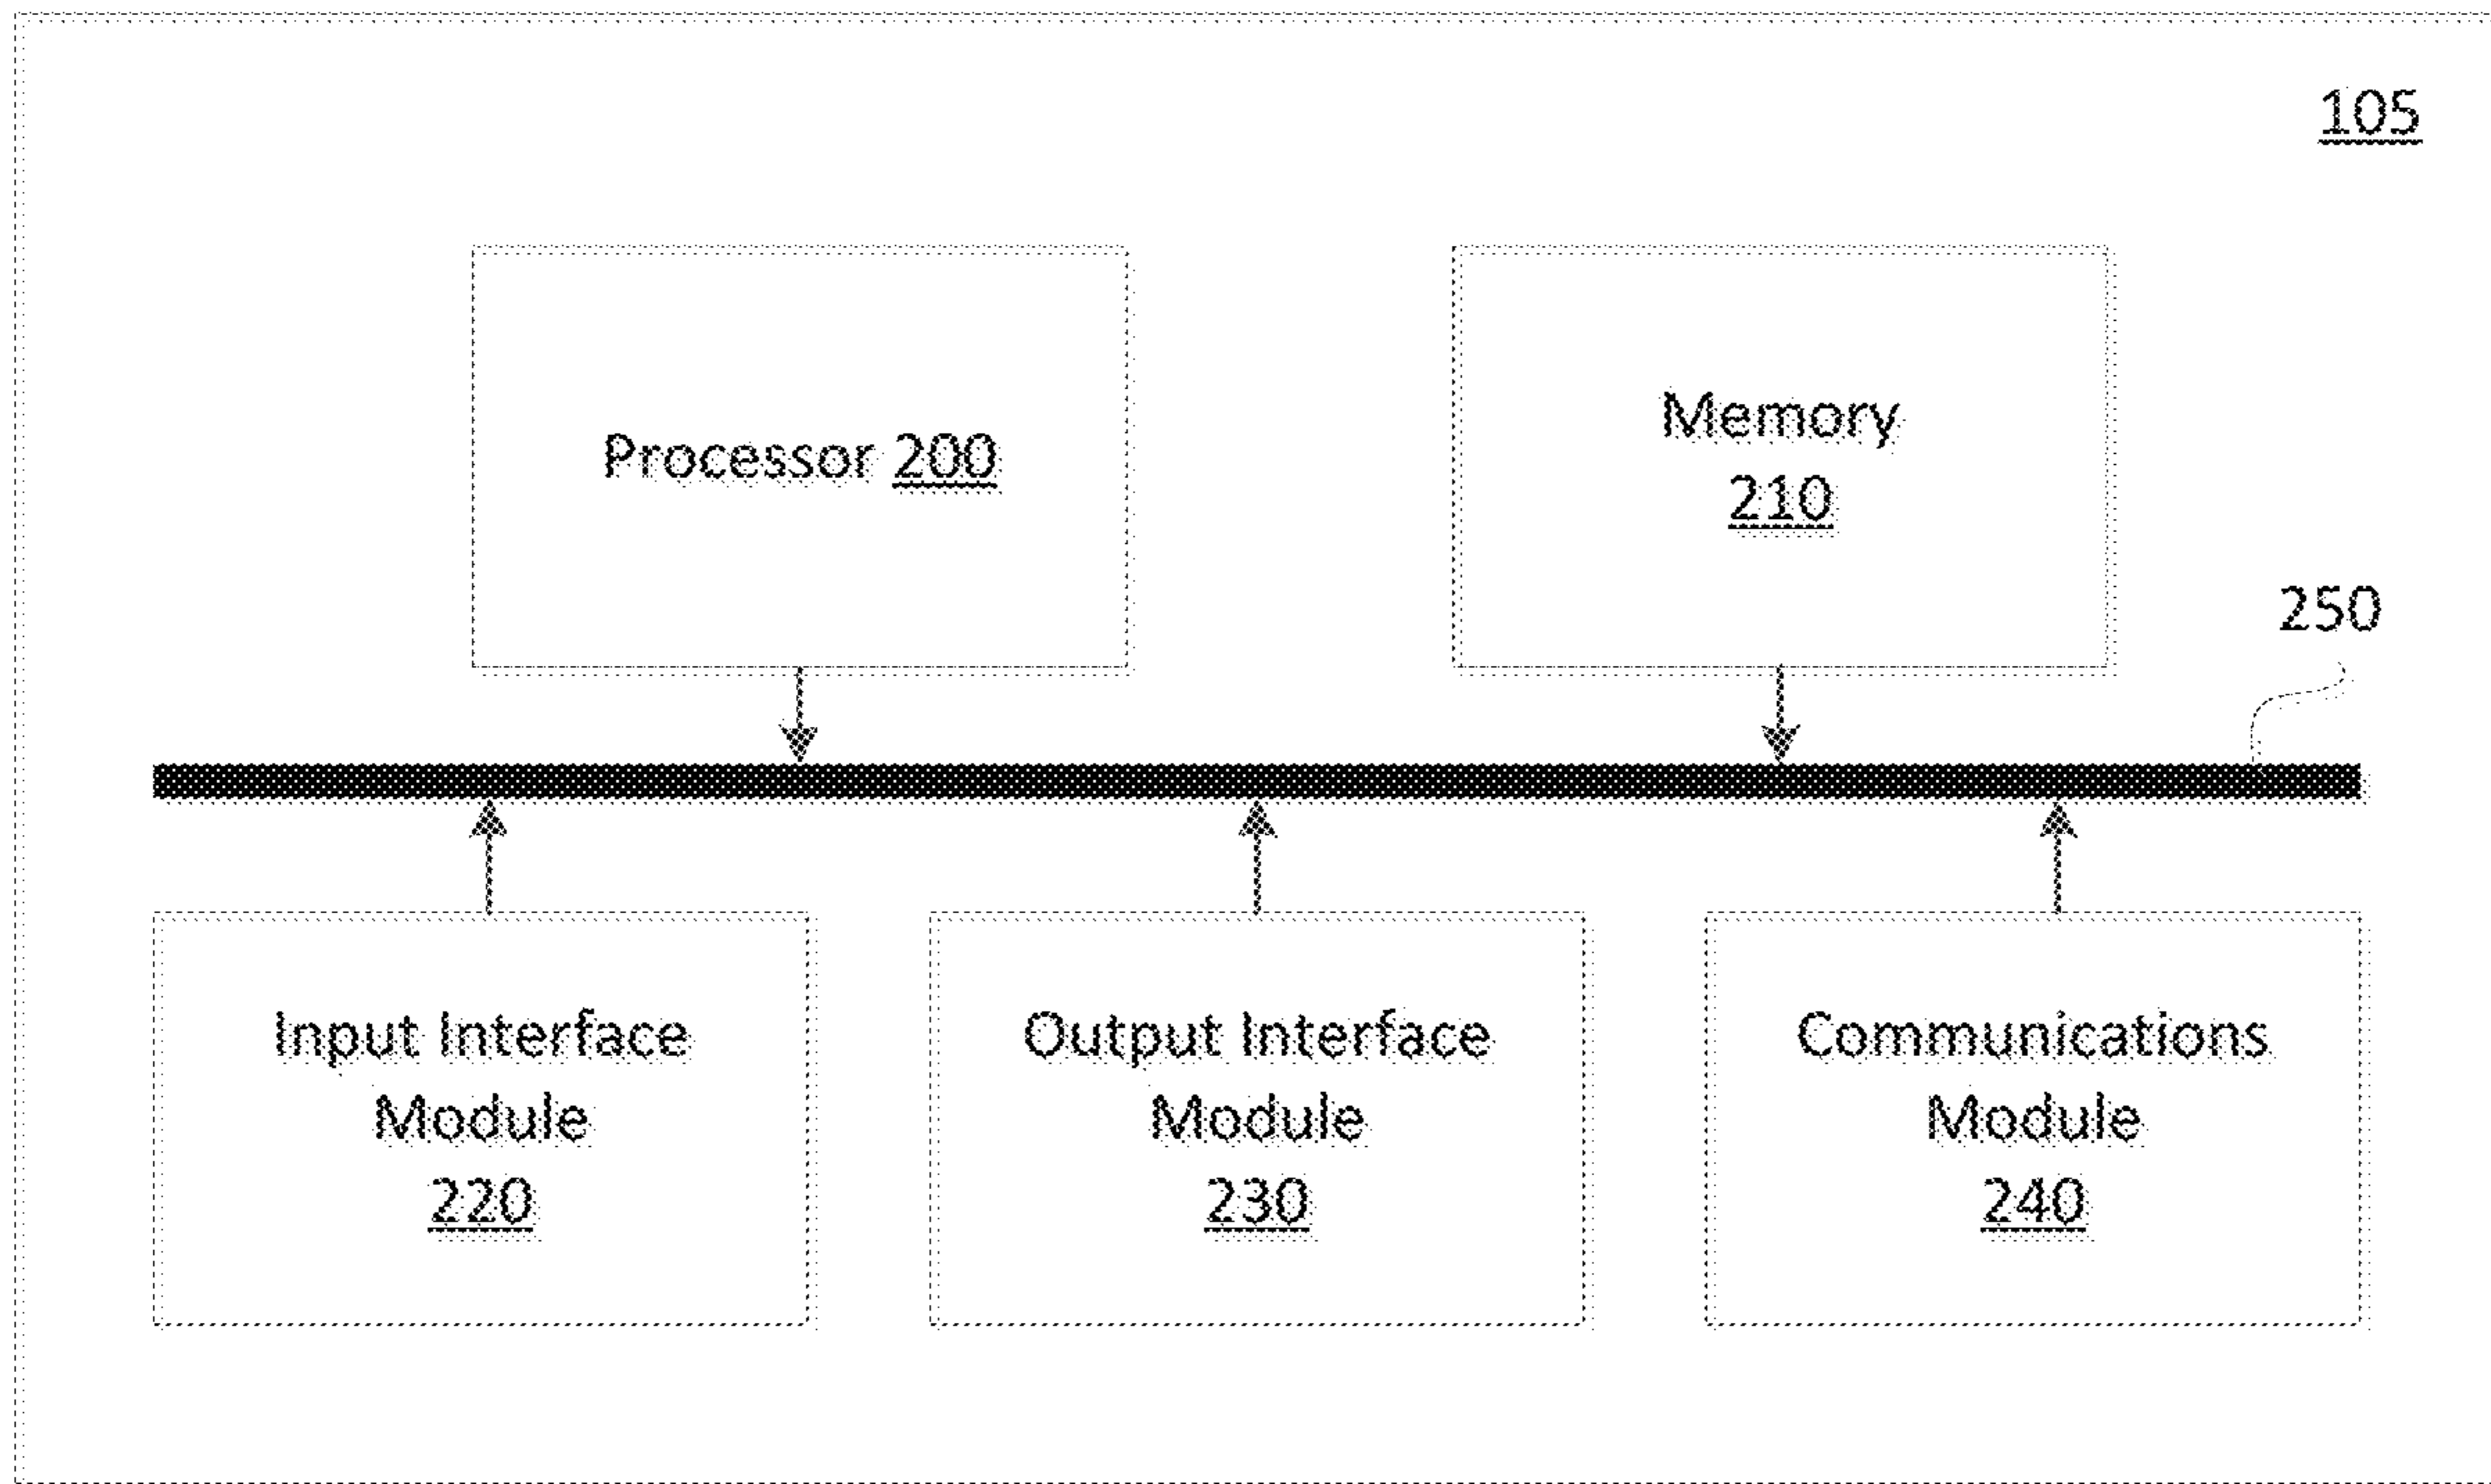 105
Processor 200
Memory
210
250
Input Interface
Module
220
Output Interface
Module
230
Communications
Module
240